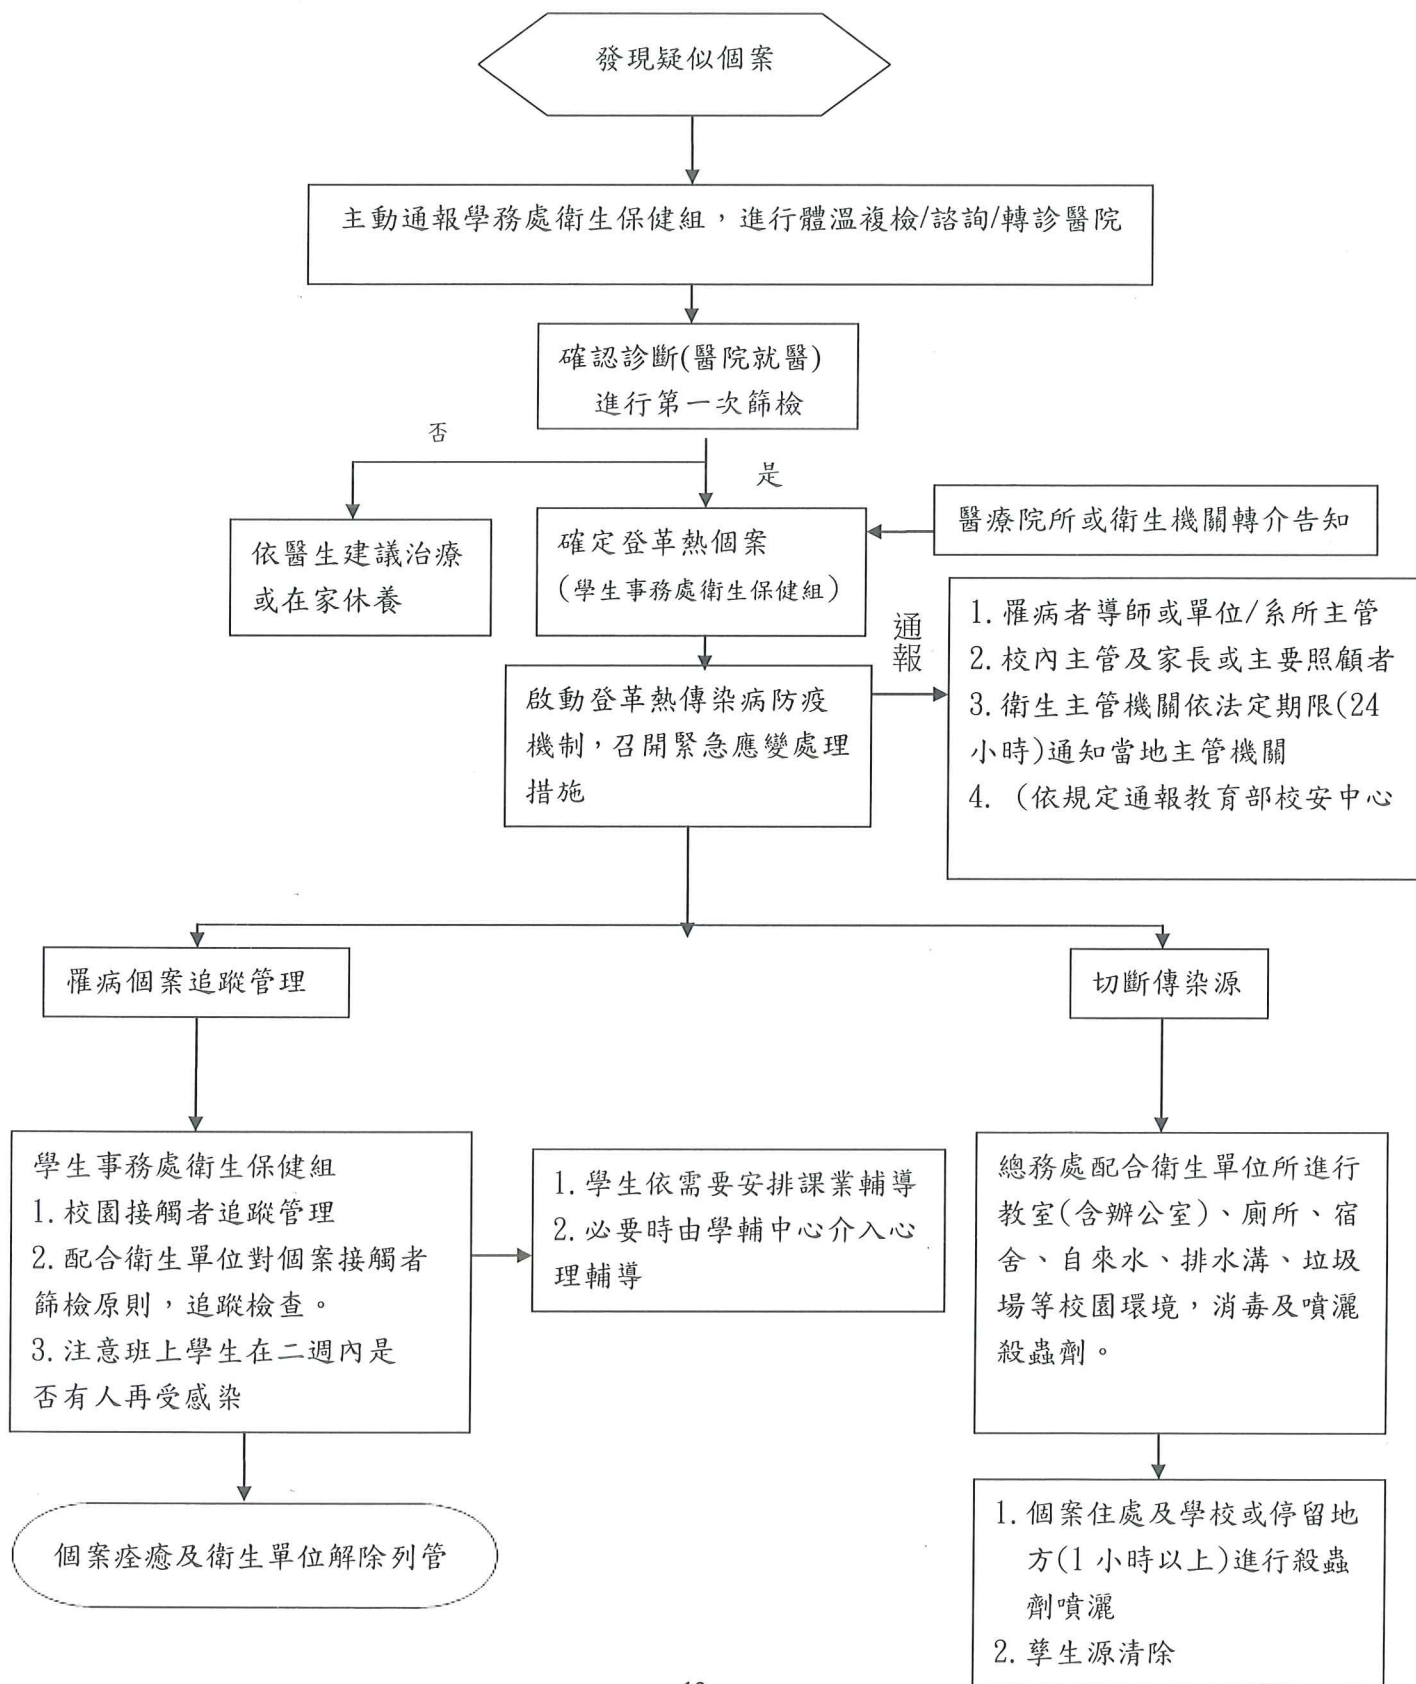 發現疑似個案
主動通報學務處衛生保健組，進行體溫複檢/諮詢/轉診醫院
確認診斷(醫院就醫)
進行第一次篩檢
否
是
醫療院所或衛生機關轉介告知
依醫生建議治療
或在家休養
確定登革熱個案
(學生事務處衛生保健組)
通報
1. 罹病者導師或單位/系所主管
2. 校內主管及家長或主要照顧者
3. 衛生主管機關依法定期限(24
小時)通知當地主管機關
4. (依規定通報教育部校安中心
啟動登革熱傳染病防疫
機制，召開緊急應變處理
措施
罹病個案追蹤管理
切斷傳染源
學生事務處衛生保健組
1. 校園接觸者追蹤管理
2. 配合衛生單位對個案接觸者
篩檢原則，追蹤檢查。
3. 注意班上學生在二週內是
否有人再受感染
1. 學生依需要安排課業輔導
2. 必要時由學輔中心介入心
理輔導
總務處配合衛生單位所進行
教室(含辦公室)、廁所、宿
舍、自來水、排水溝、垃圾
場等校園環境，消毒及噴灑
殺蟲劑。
個案痊癒及衛生單位解除列管
1. 個案住處及學校或停留地
方(1 小時以上)進行殺蟲
劑噴灑
2. 孳生源清除